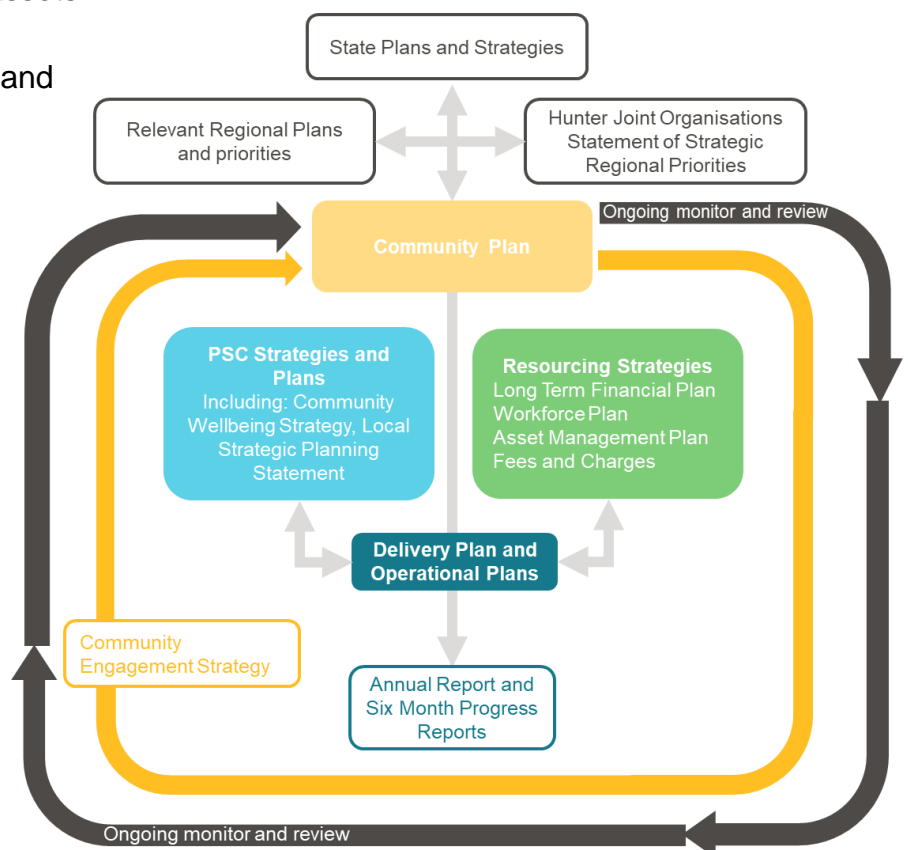 and
State Plans and Strategies
Relevant Regional Plans
and priorities
Hunter Joint Organisations
Statement of Strategic
Regional Priorities
Ongoing monitor and review
Community Plan
PSC Strategies and
Plans
Including: Community
Wellbeing Strategy, Local
Strategic Planning
Statement
Resourcing Strategies
Long Term Financial Plan
Workforce Plan
Asset Management Plan
Fees and Charges
Delivery Plan and
Operational Plans
Community
Engagement Strategy
Annual Report and
Six Month Progress
Reports
Ongoing monitor and review